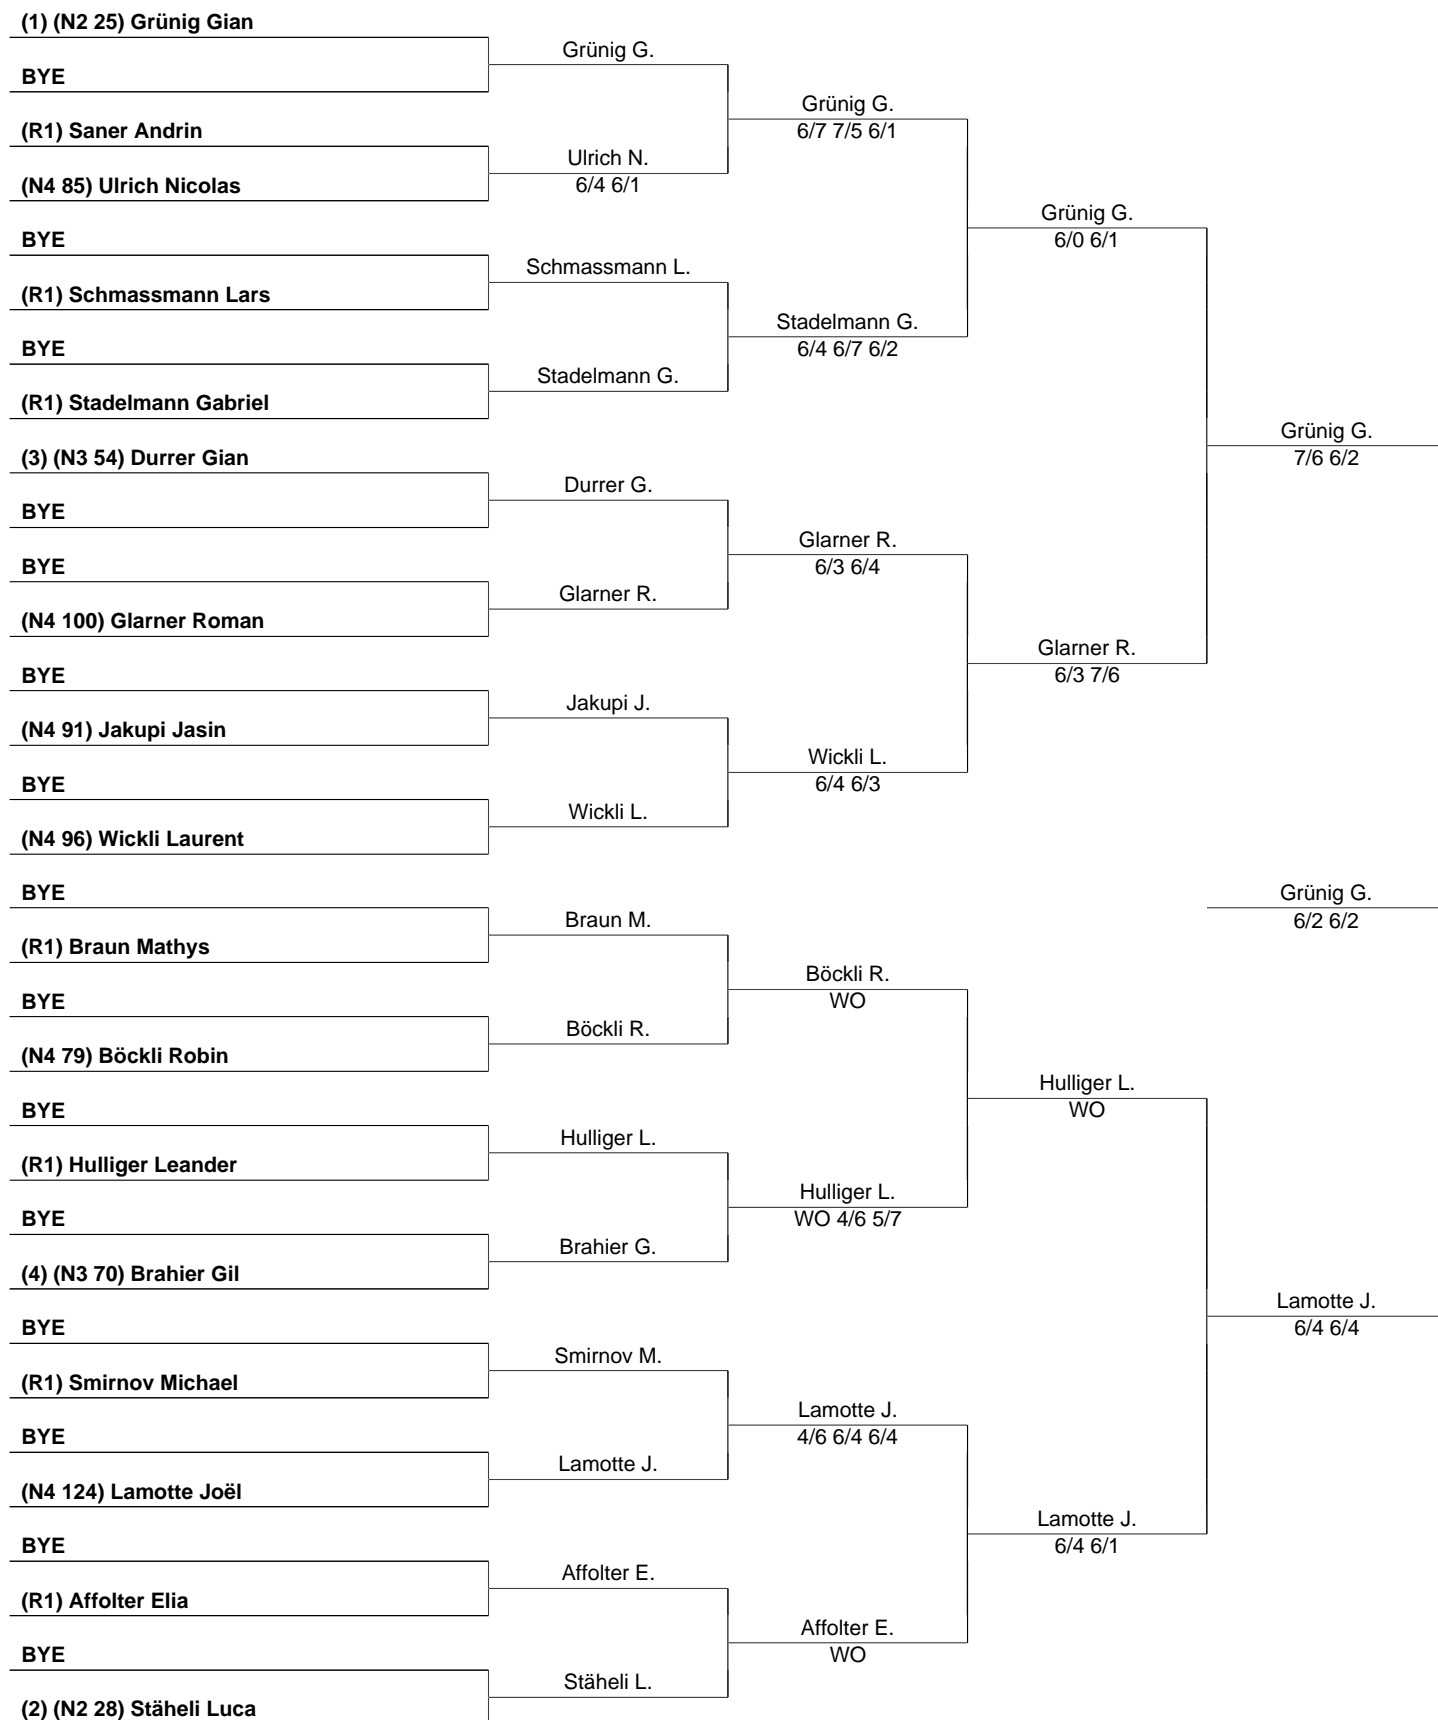 (1) (N2 25) Grünig Gian
BYE
(R1) Saner Andrin
(N4 85) Ulrich Nicolas
BYE
(R1) Schmassmann Lars
BYE
(R1) Stadelmann Gabriel
(3) (N3 54) Durrer Gian
BYE
BYE
(N4 100) Glarner Roman
BYE
(N4 91) Jakupi Jasin
BYE
(N4 96) Wickli Laurent
BYE
(R1) Braun Mathys
BYE
(N4 79) Böckli Robin
BYE
(R1) Hulliger Leander
BYE
(4) (N3 70) Brahier Gil
BYE
(R1) Smirnov Michael
BYE
(N4 124) Lamotte Joël
BYE
(R1) Affolter Elia
BYE
(2) (N2 28) Stäheli Luca
Grünig G.
Ulrich N.
6/4 6/1
Schmassmann L.
Stadelmann G.
Durrer G.
Glarner R.
Jakupi J.
Wickli L.
Braun M.
Böckli R.
Hulliger L.
Brahier G.
Smirnov M.
Lamotte J.
Affolter E.
Stäheli L.
Grünig G.
6/7 7/5 6/1
Stadelmann G.
6/4 6/7 6/2
Glarner R.
6/3 6/4
Wickli L.
6/4 6/3
Böckli R.
WO
Hulliger L.
WO 4/6 5/7
Lamotte J.
4/6 6/4 6/4
Affolter E.
WO
Grünig G.
6/0 6/1
Glarner R.
6/3 7/6
Hulliger L.
WO
Lamotte J.
6/4 6/1
Grünig G.
7/6 6/2
Grünig G.
6/2 6/2
Lamotte J.
6/4 6/4